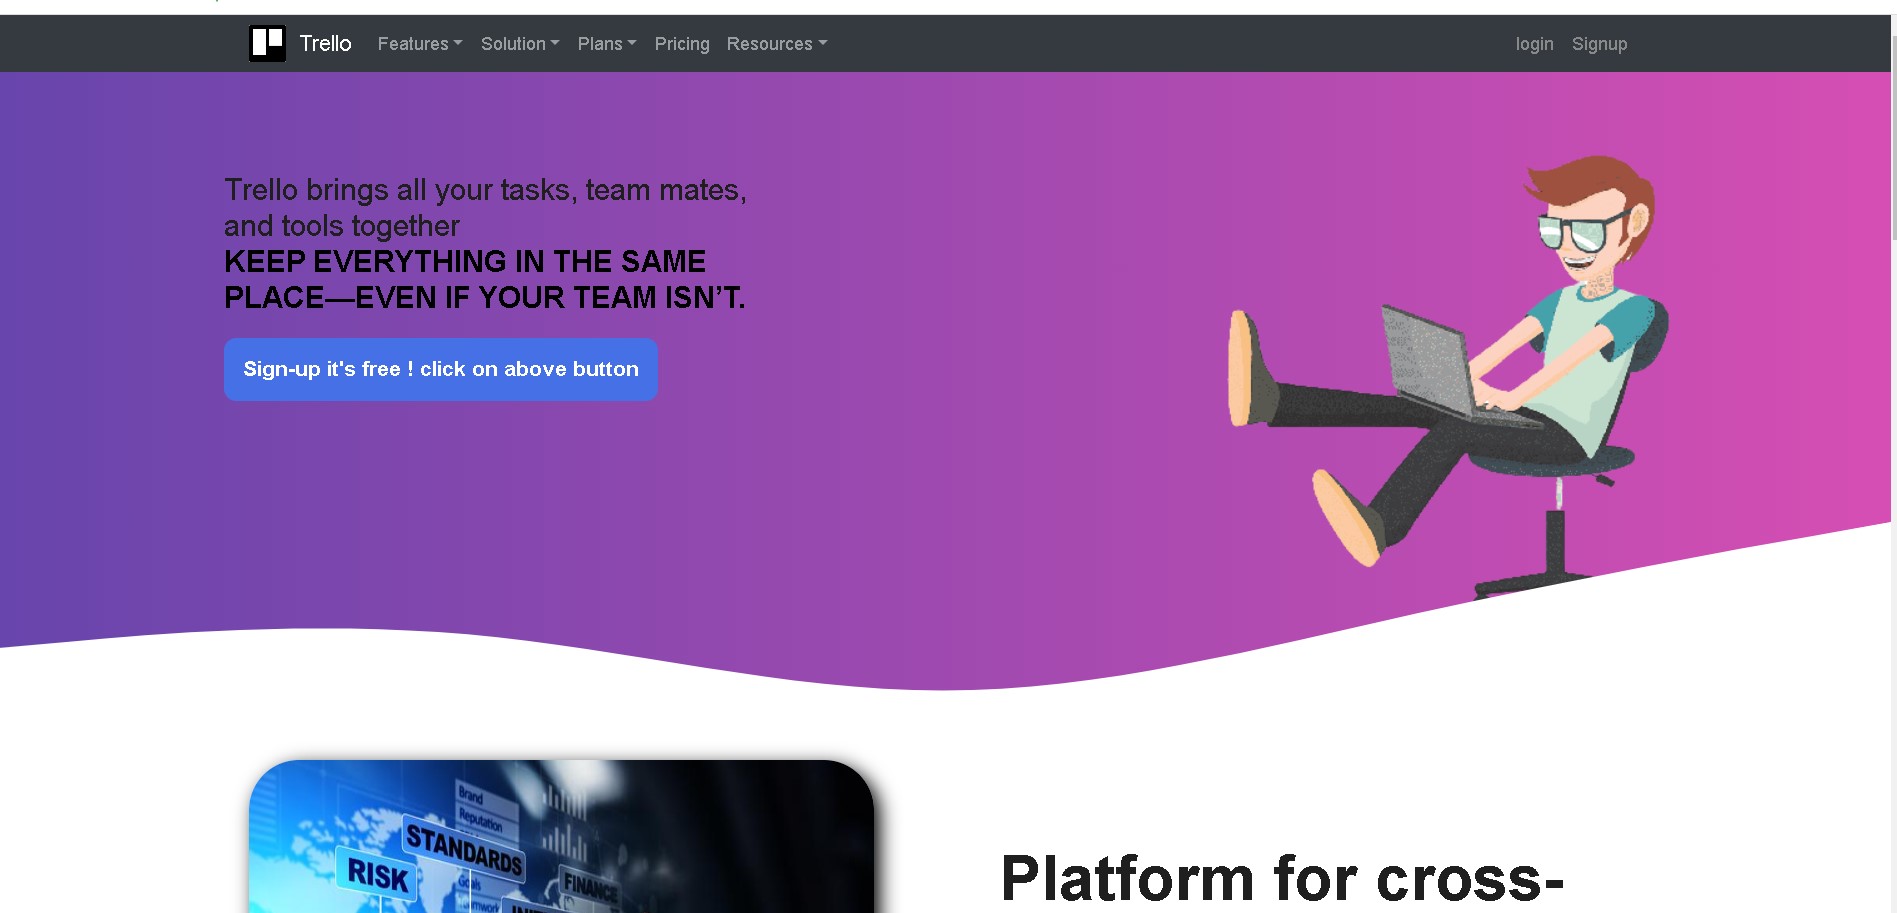 Trello Features Solution Plans Pricing Resources login Signup
Trello brings all your tasks, team mates,
and tools together
KEEP EVERYTHING IN THE SAME
PLACE—EVEN IF YOUR TEAM ISN’T.
Sign-up it's free ! click on above button
Brand
Reputation
STANDARDS
RISK
Goals
FINANCE
Platform for cross-